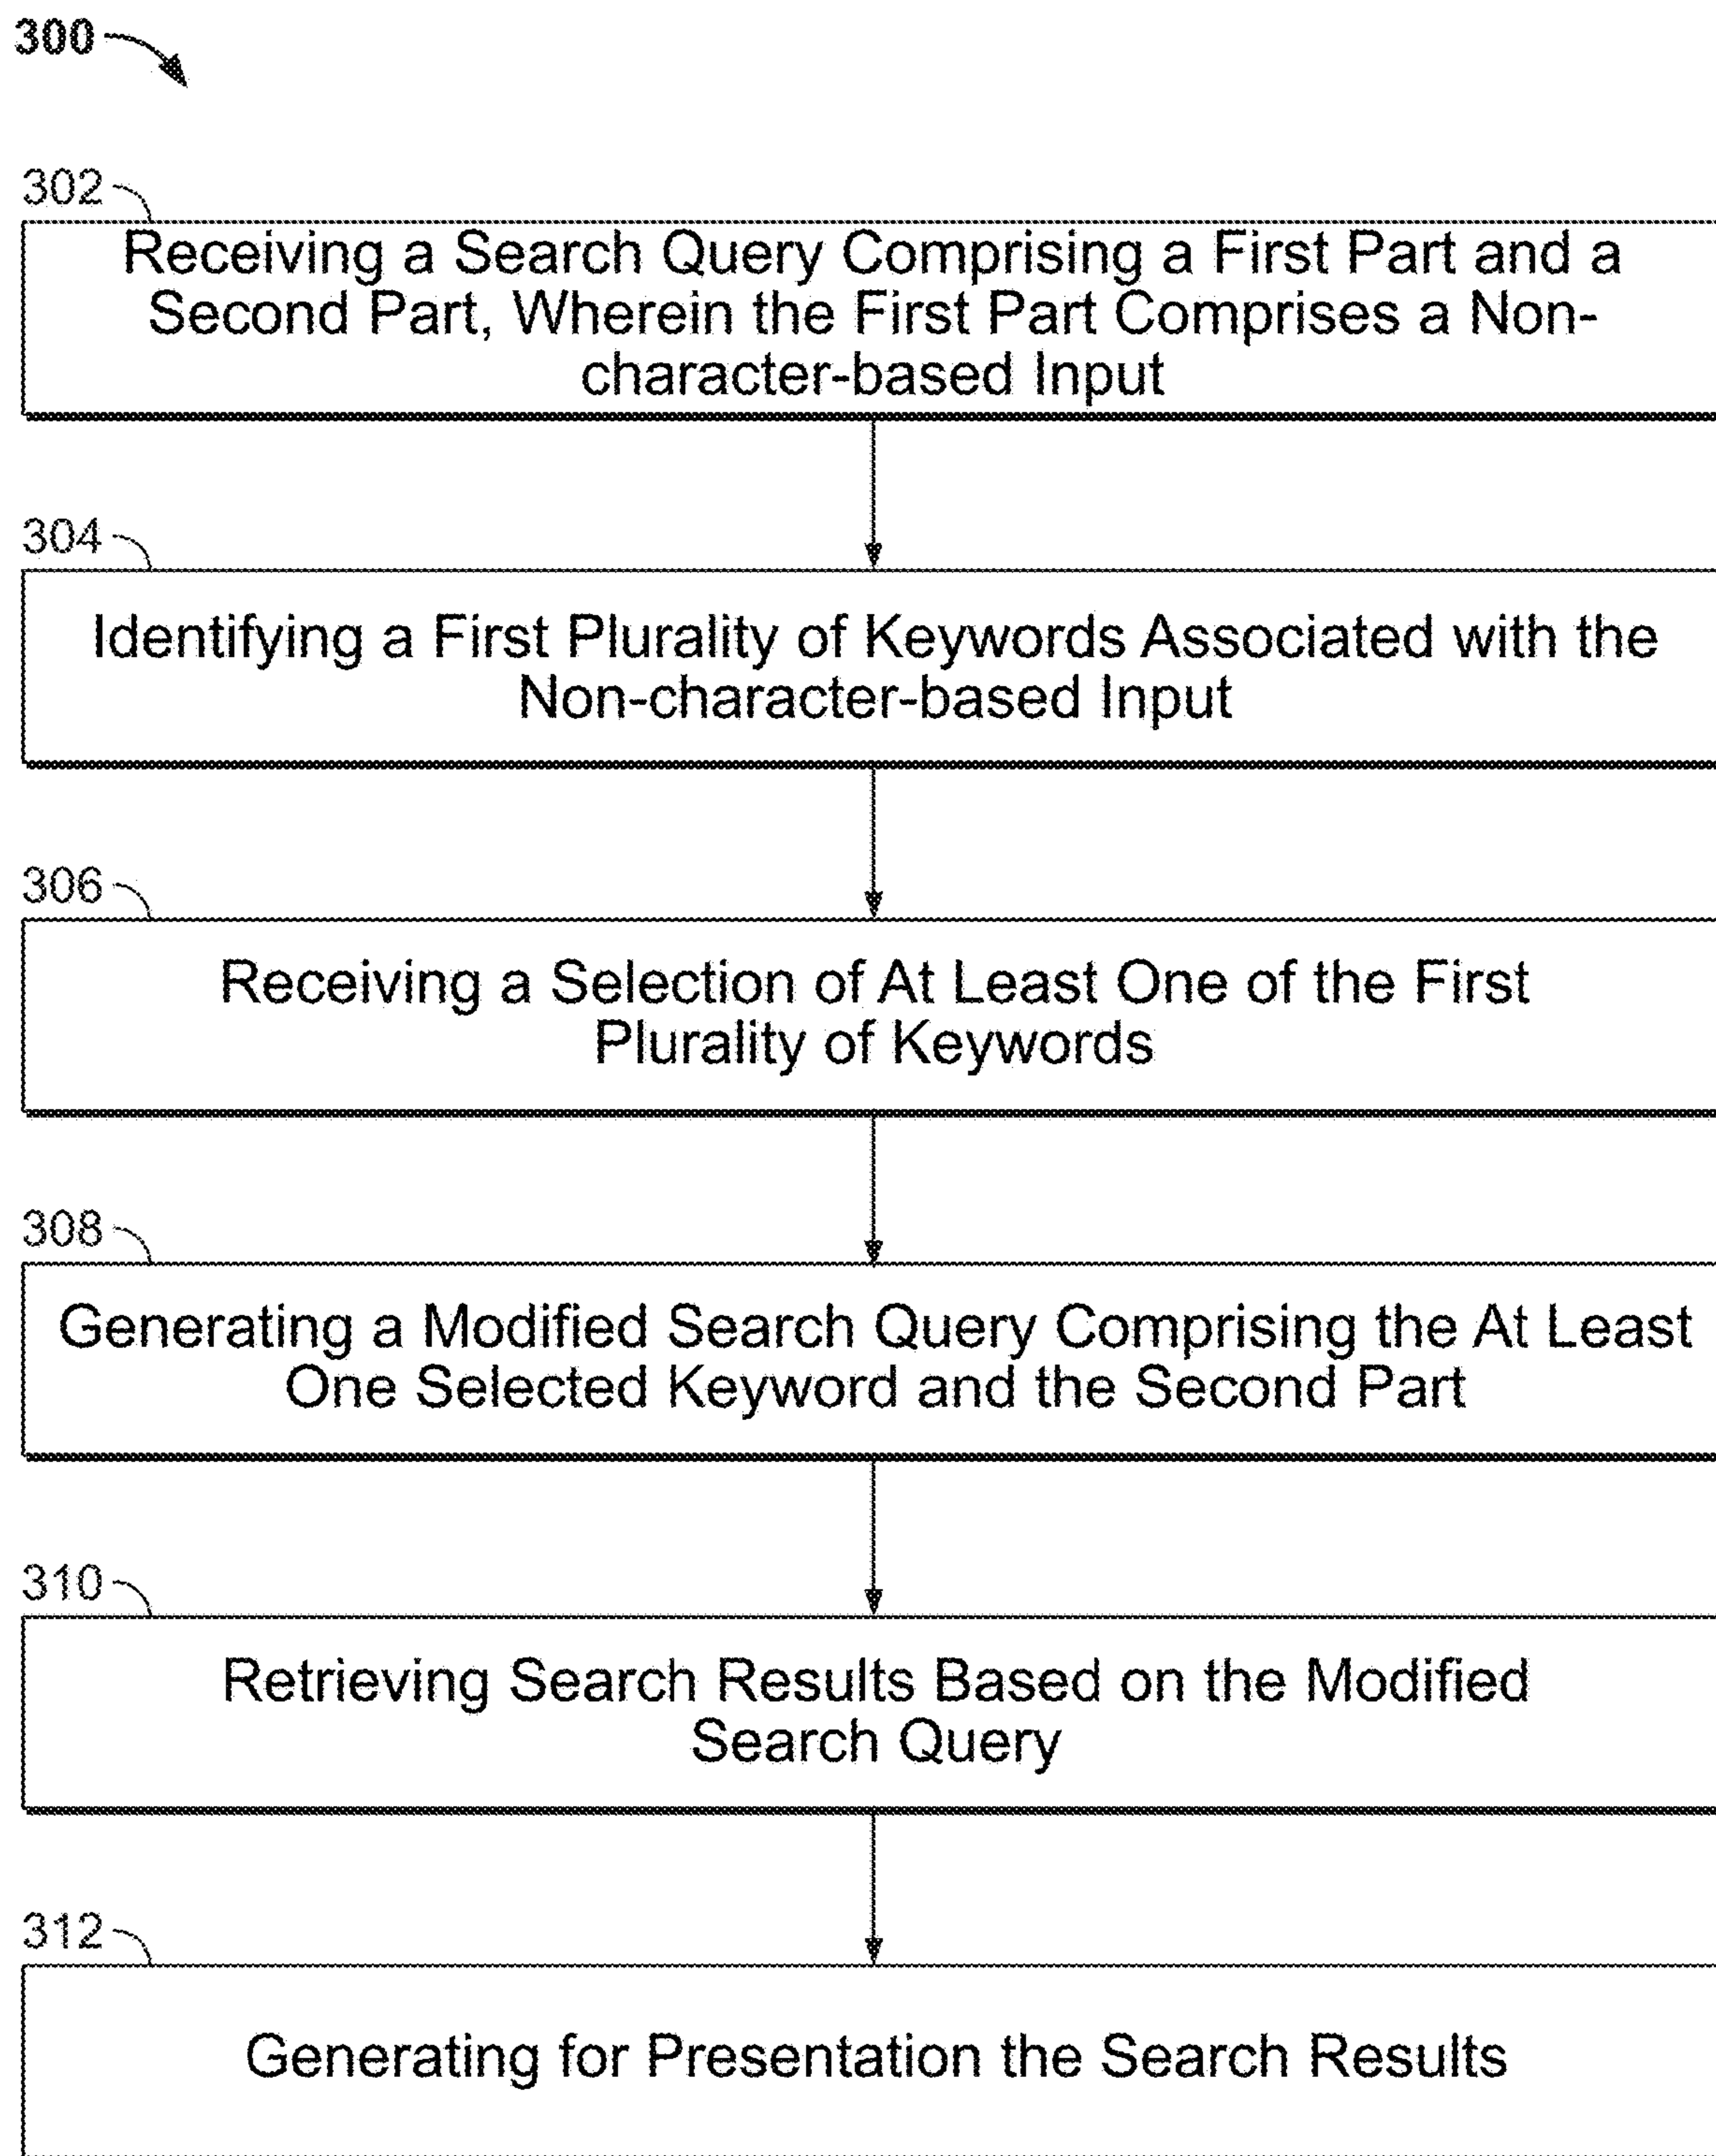 300
302
Receiving a Search Query Comprising a First Part and a
Second Part, Wherein the First Part Comprises a Non-
character-based Input
304
Identifying a First Plurality of Keywords Associated with the
Non-character-based Input
306
Receiving a Selection of At Least One of the First
Plurality of Keywords
308
Generating a Modified Search Query Comprising the At Least
One Selected Keyword and the Second Part
310
Retrieving Search Results Based on the Modified
Search Query
312
Generating for Presentation the Search Results